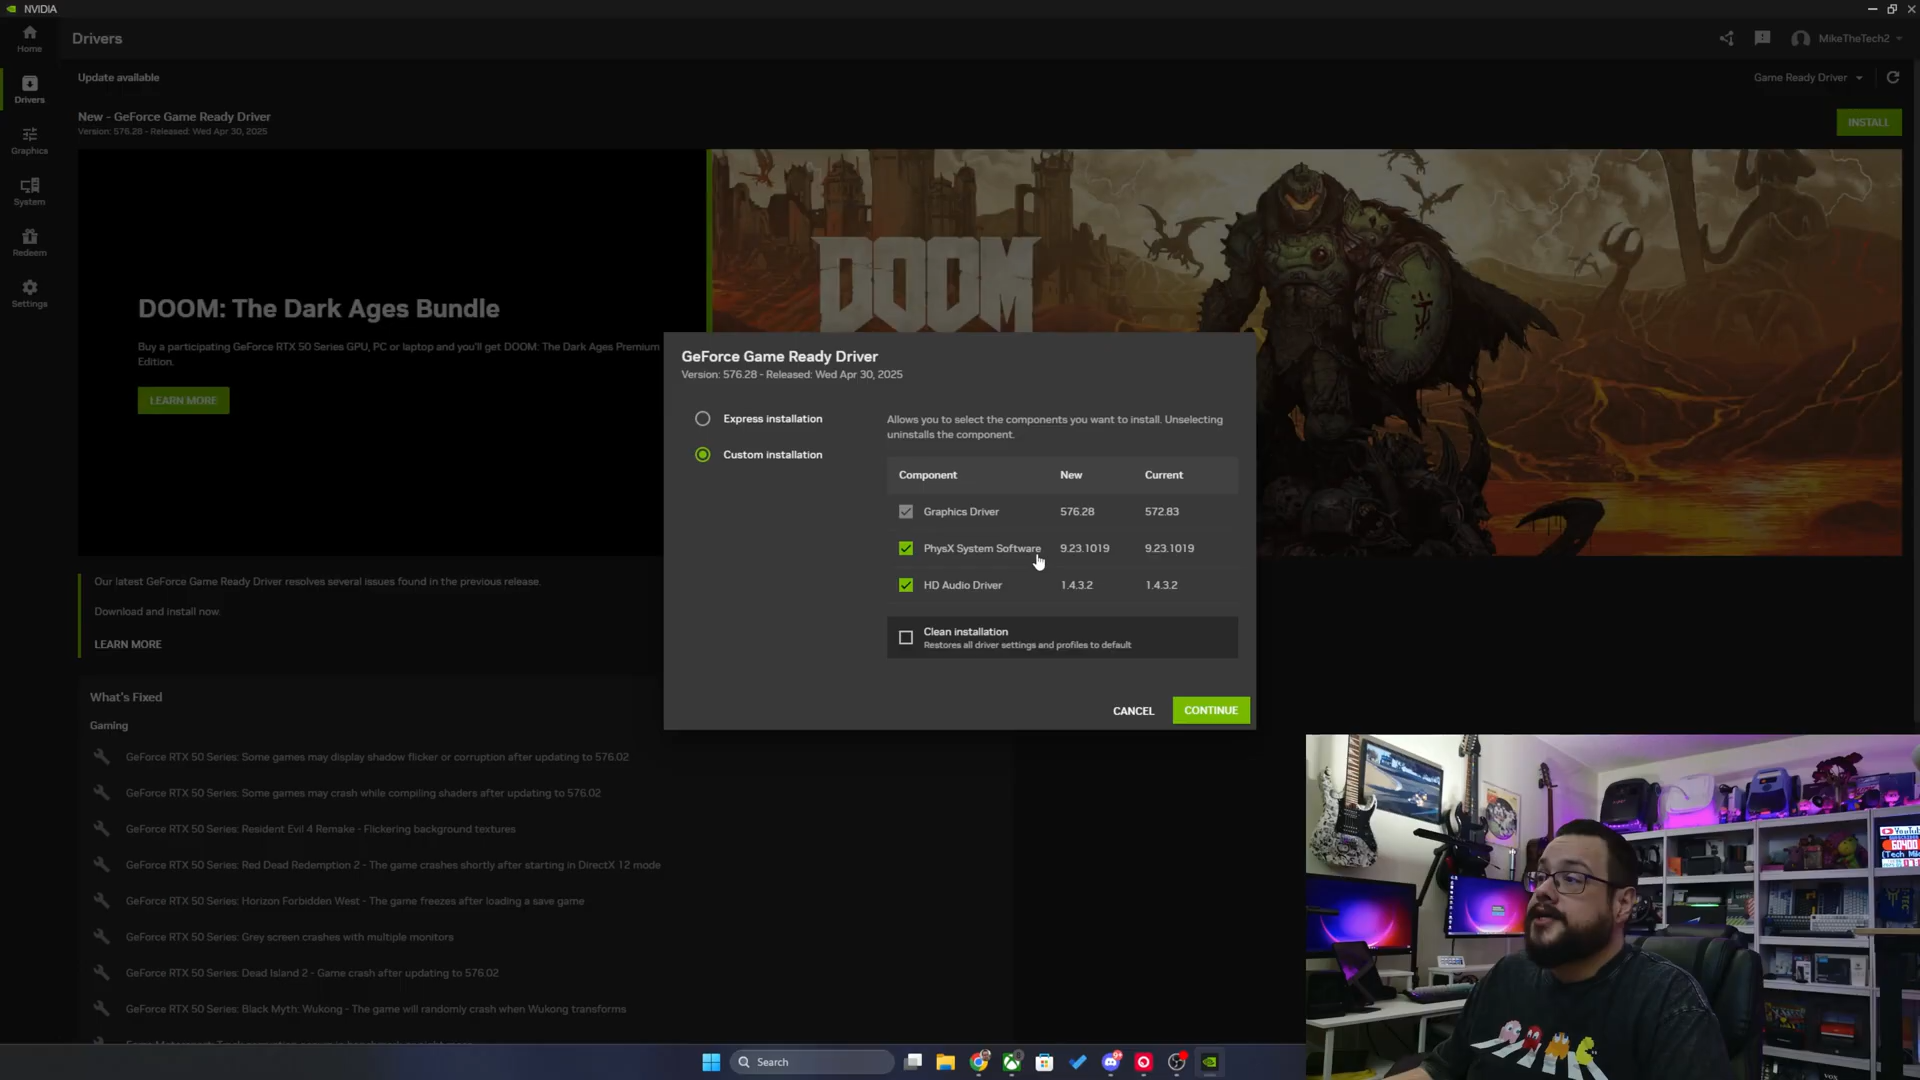 NVIDIA
Home
Drivers
MikeTheTech2
Drivers
Update available
Game Ready Driver
New - GeForce Game Ready Driver
Version: 576.28 - Released: Wed Apr 30, 2025
INSTALL
Graphics
System
Redeem
Settings
DOOM
DOOM: The Dark Ages Bundle
Buy a participating GeForce RTX 50 Series GPU, PC or laptop and you'll get DOOM: The Dark Ages Premium
Edition.
LEARN MORE
GeForce Game Ready Driver
Version: 576.28 - Released: Wed Apr 30, 2025
Express installation
Custom installation
Allows you to select the components you want to install. Unselecting
uninstalls the component.
Component New Current
Graphics Driver 576.28 572.83
PhysX System Software 9.23.1019 9.23.1019
HD Audio Driver 1.4.3.2 1.4.3.2
Clean installation
Restores all driver settings and profiles to default
CANCEL
CONTINUE
Our latest GeForce Game Ready Driver resolves several issues found in the previous release.
Download and install now.
LEARN MORE
What's Fixed
Gaming
GeForce RTX 50 Series: Some games may display shadow flicker or corruption after updating to 576.02
GeForce RTX 50 Series: Some games may crash while compiling shaders after updating to 576.02
GeForce RTX 50 Series: Resident Evil 4 Remake - Flickering background textures
GeForce RTX 50 Series: Red Dead Redemption 2 - The game crashes shortly after starting in DirectX 12 mode
GeForce RTX 50 Series: Horizon Forbidden West - The game freezes after loading a save game
GeForce RTX 50 Series: Grey screen crashes with multiple monitors
GeForce RTX 50 Series: Dead Island 2 - Game crash after updating to 576.02
GeForce RTX 50 Series: Black Myth: Wukong - The game will randomly crash when Wukong transforms
YouTube
60400
Search